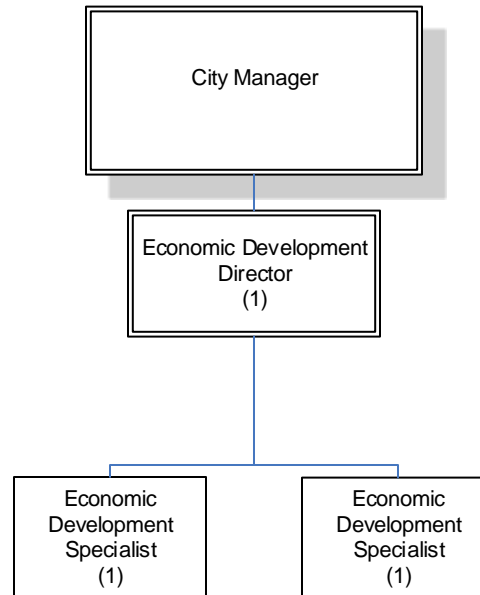 City Manager
Economic Development
Director
(1)
Economic
Development
Specialist
(1)
Economic
Development
Specialist
(1)